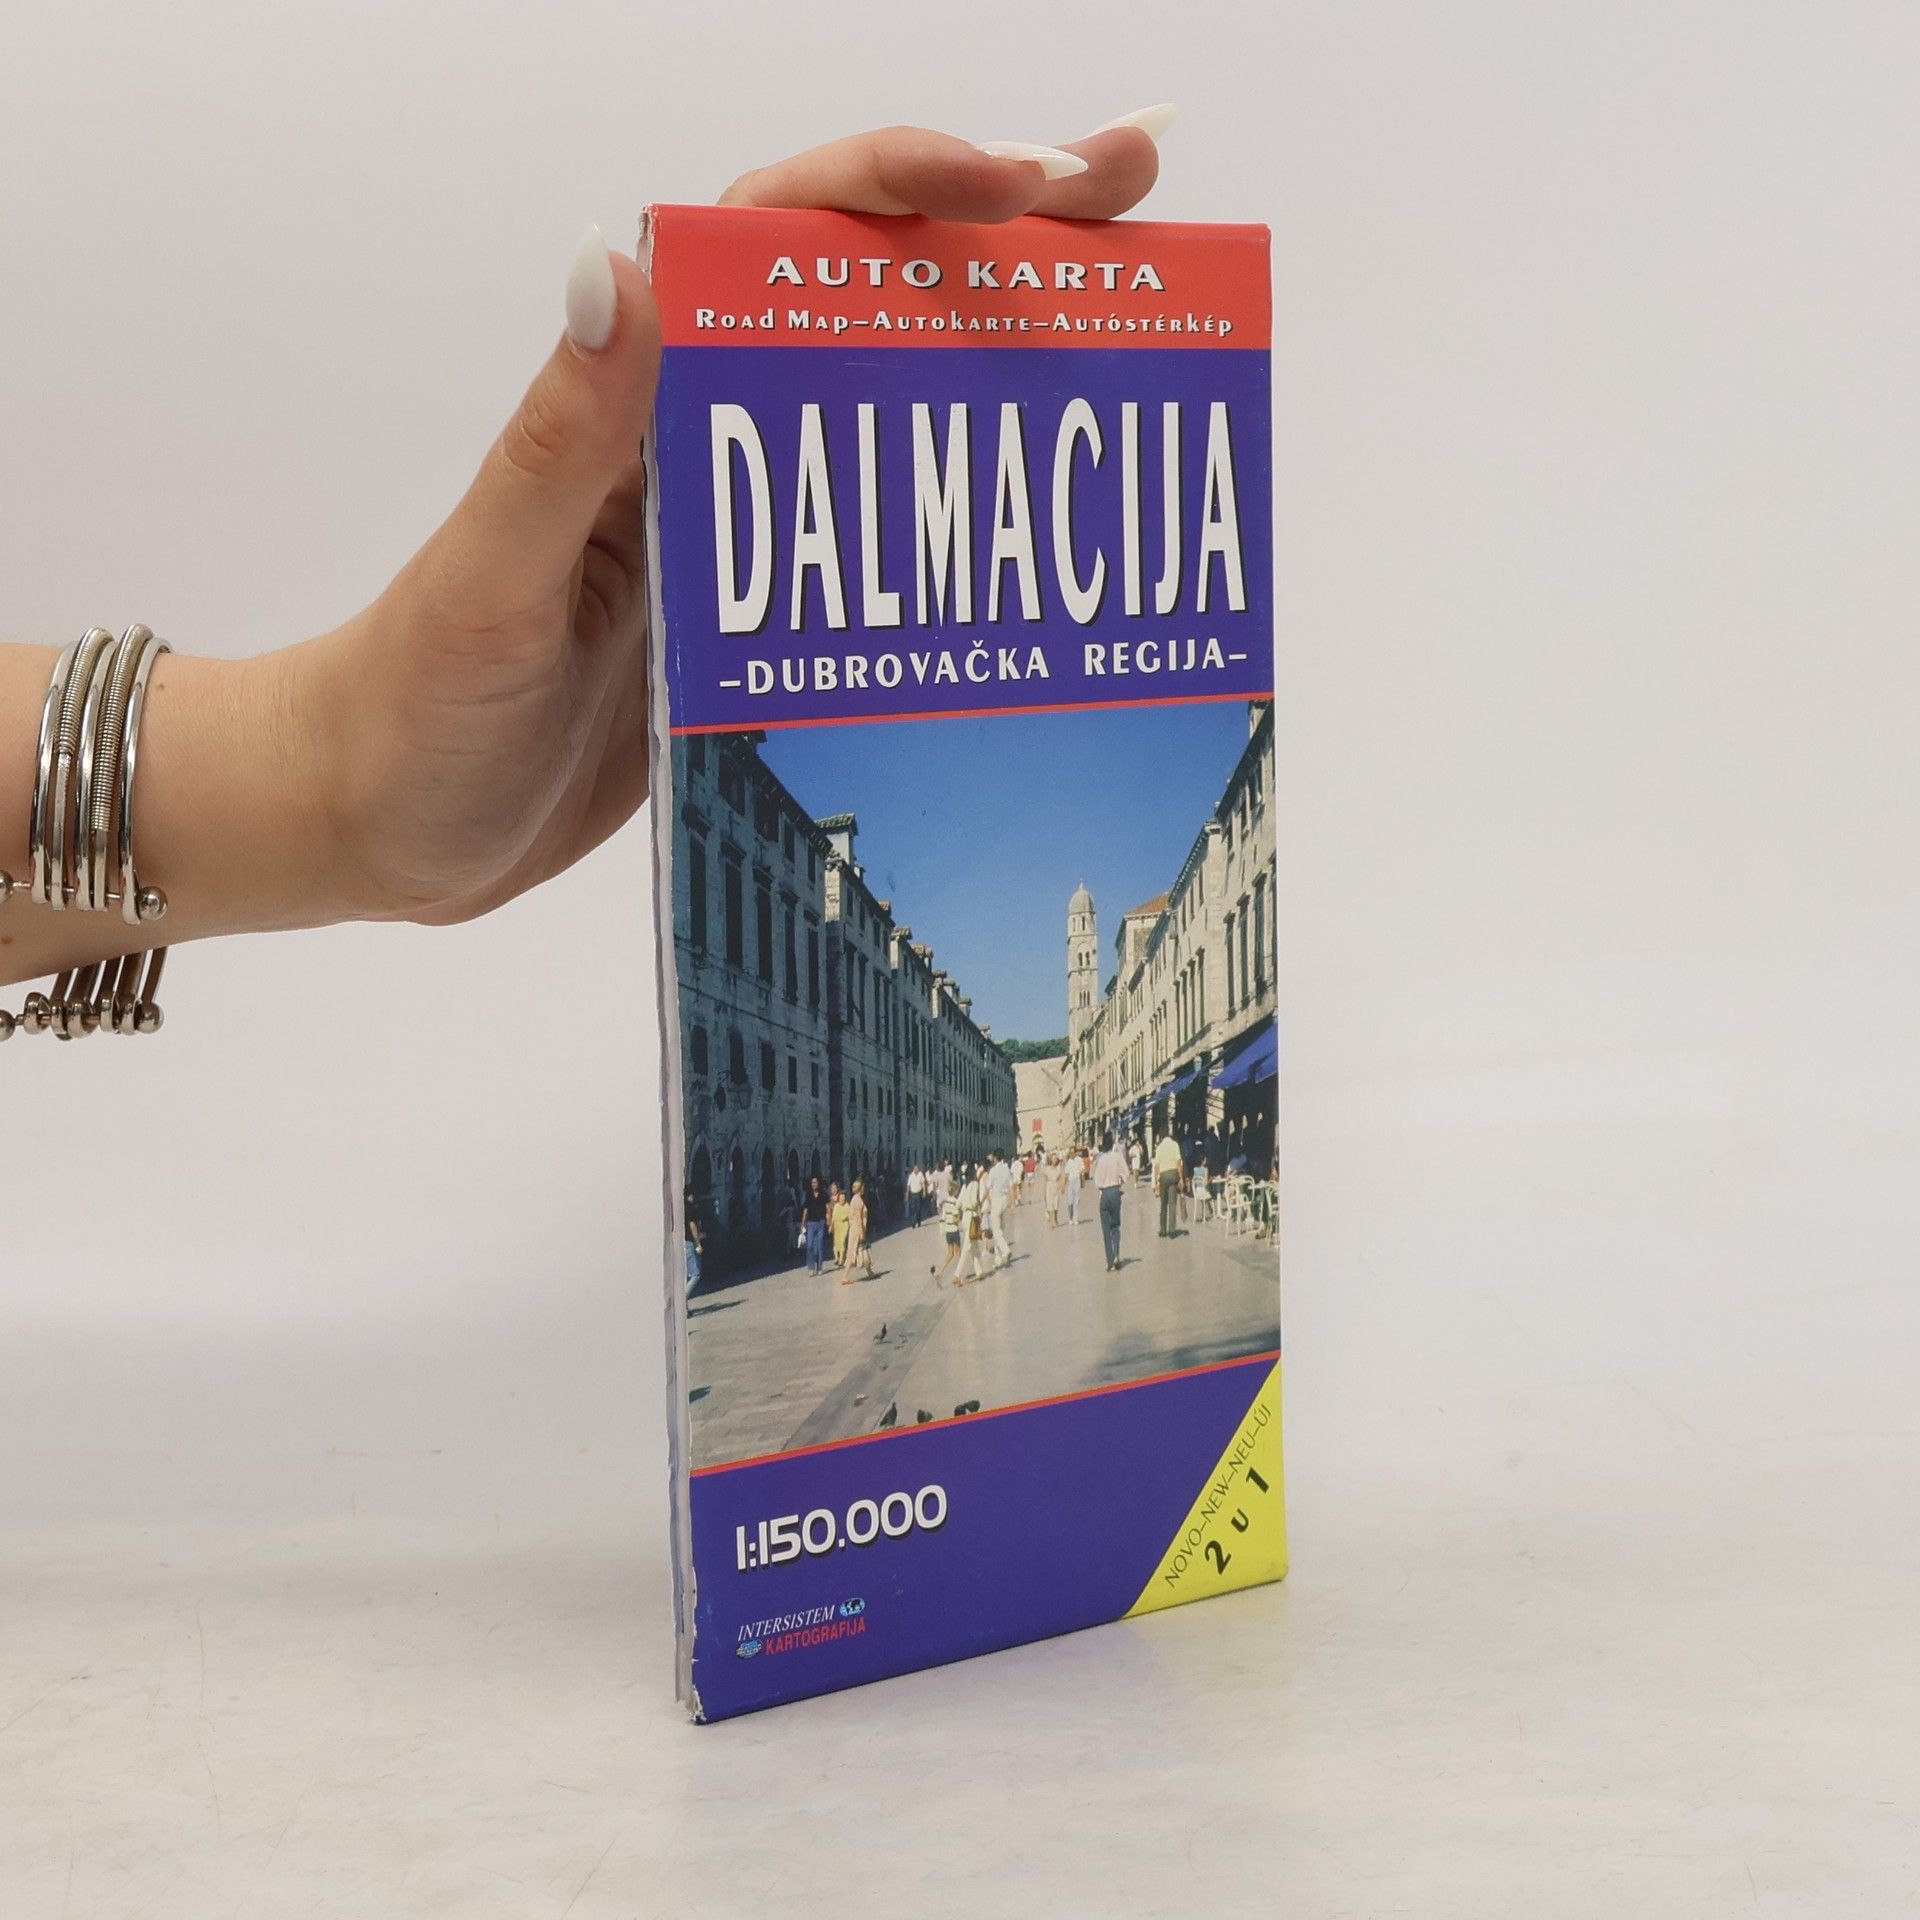 AUTO KARTA
Road Map–Autokarte–Autóstérkép
DALMACIJA
–DUBROVAČKA REGIJA–
1:150.000
NOVO–NEW–NEU–ÚJ
2 u 1
INTERSISTEM
KARTOGRAFIJA